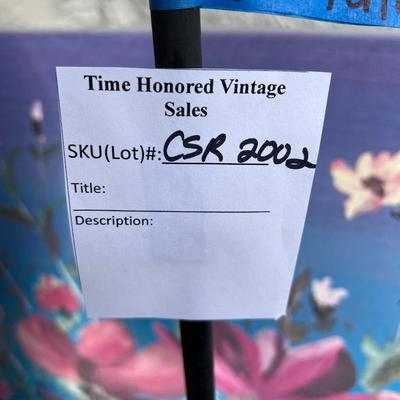 Time Honored Vintage
Sales
SKU(Lot)#: CSR 2002
Title:
Description: